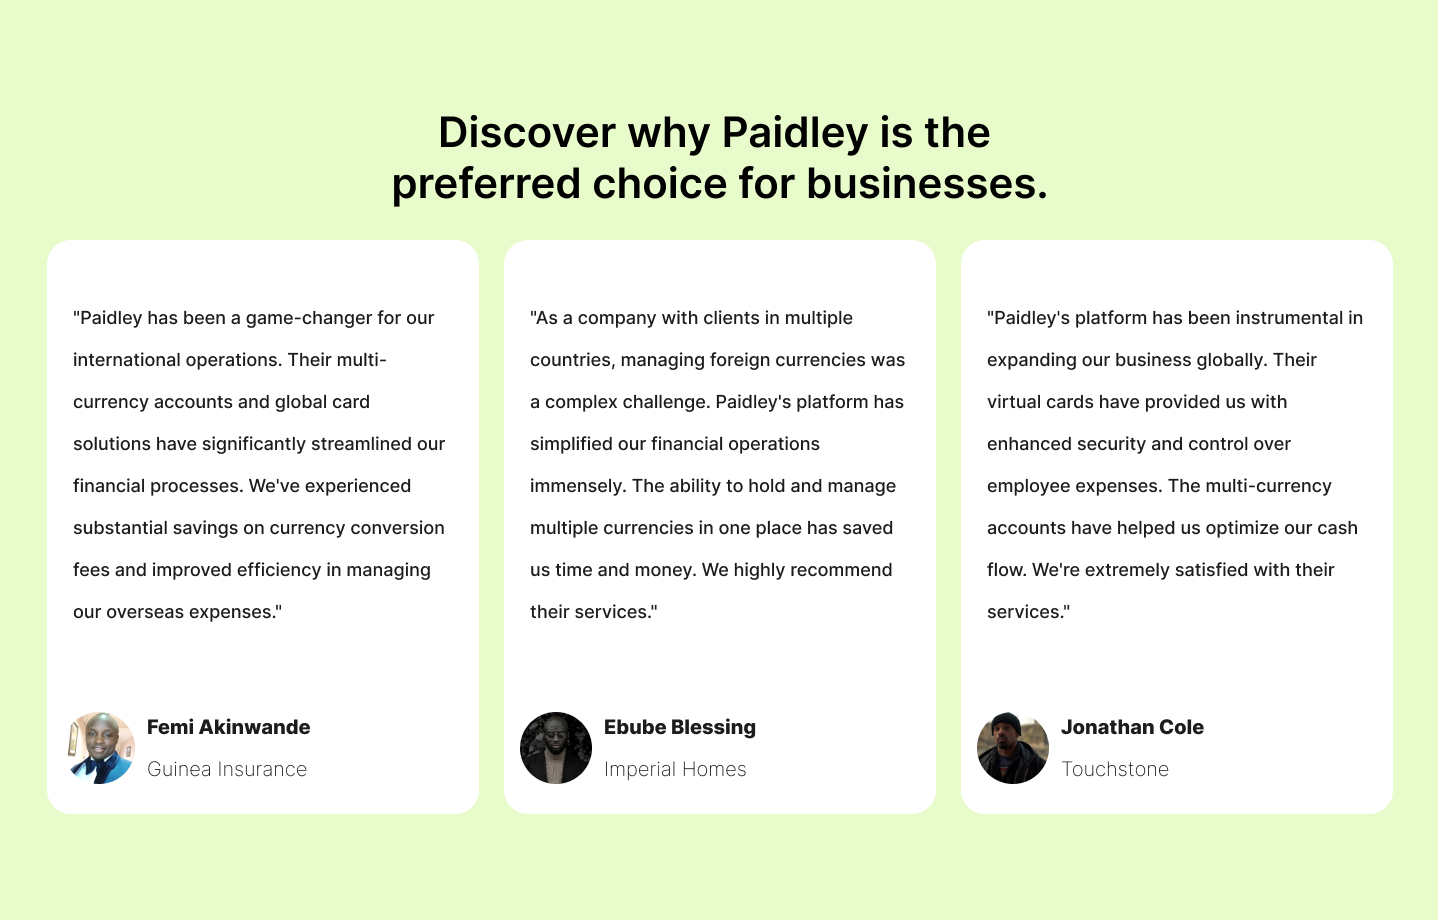 Discover why Paidley is the
preferred choice for businesses.
"Paidley has been a game-changer for our
international operations. Their multi-
currency accounts and global card
solutions have significantly streamlined our
financial processes. We've experienced
substantial savings on currency conversion
fees and improved efficiency in managing
our overseas expenses."
Femi Akinwande
Guinea Insurance
"As a company with clients in multiple
countries, managing foreign currencies was
a complex challenge. Paidley's platform has
simplified our financial operations
immensely. The ability to hold and manage
multiple currencies in one place has saved
us time and money. We highly recommend
their services."
Ebube Blessing
Imperial Homes
"Paidley's platform has been instrumental in
expanding our business globally. Their
virtual cards have provided us with
enhanced security and control over
employee expenses. The multi-currency
accounts have helped us optimize our cash
flow. We're extremely satisfied with their
services."
Jonathan Cole
Touchstone